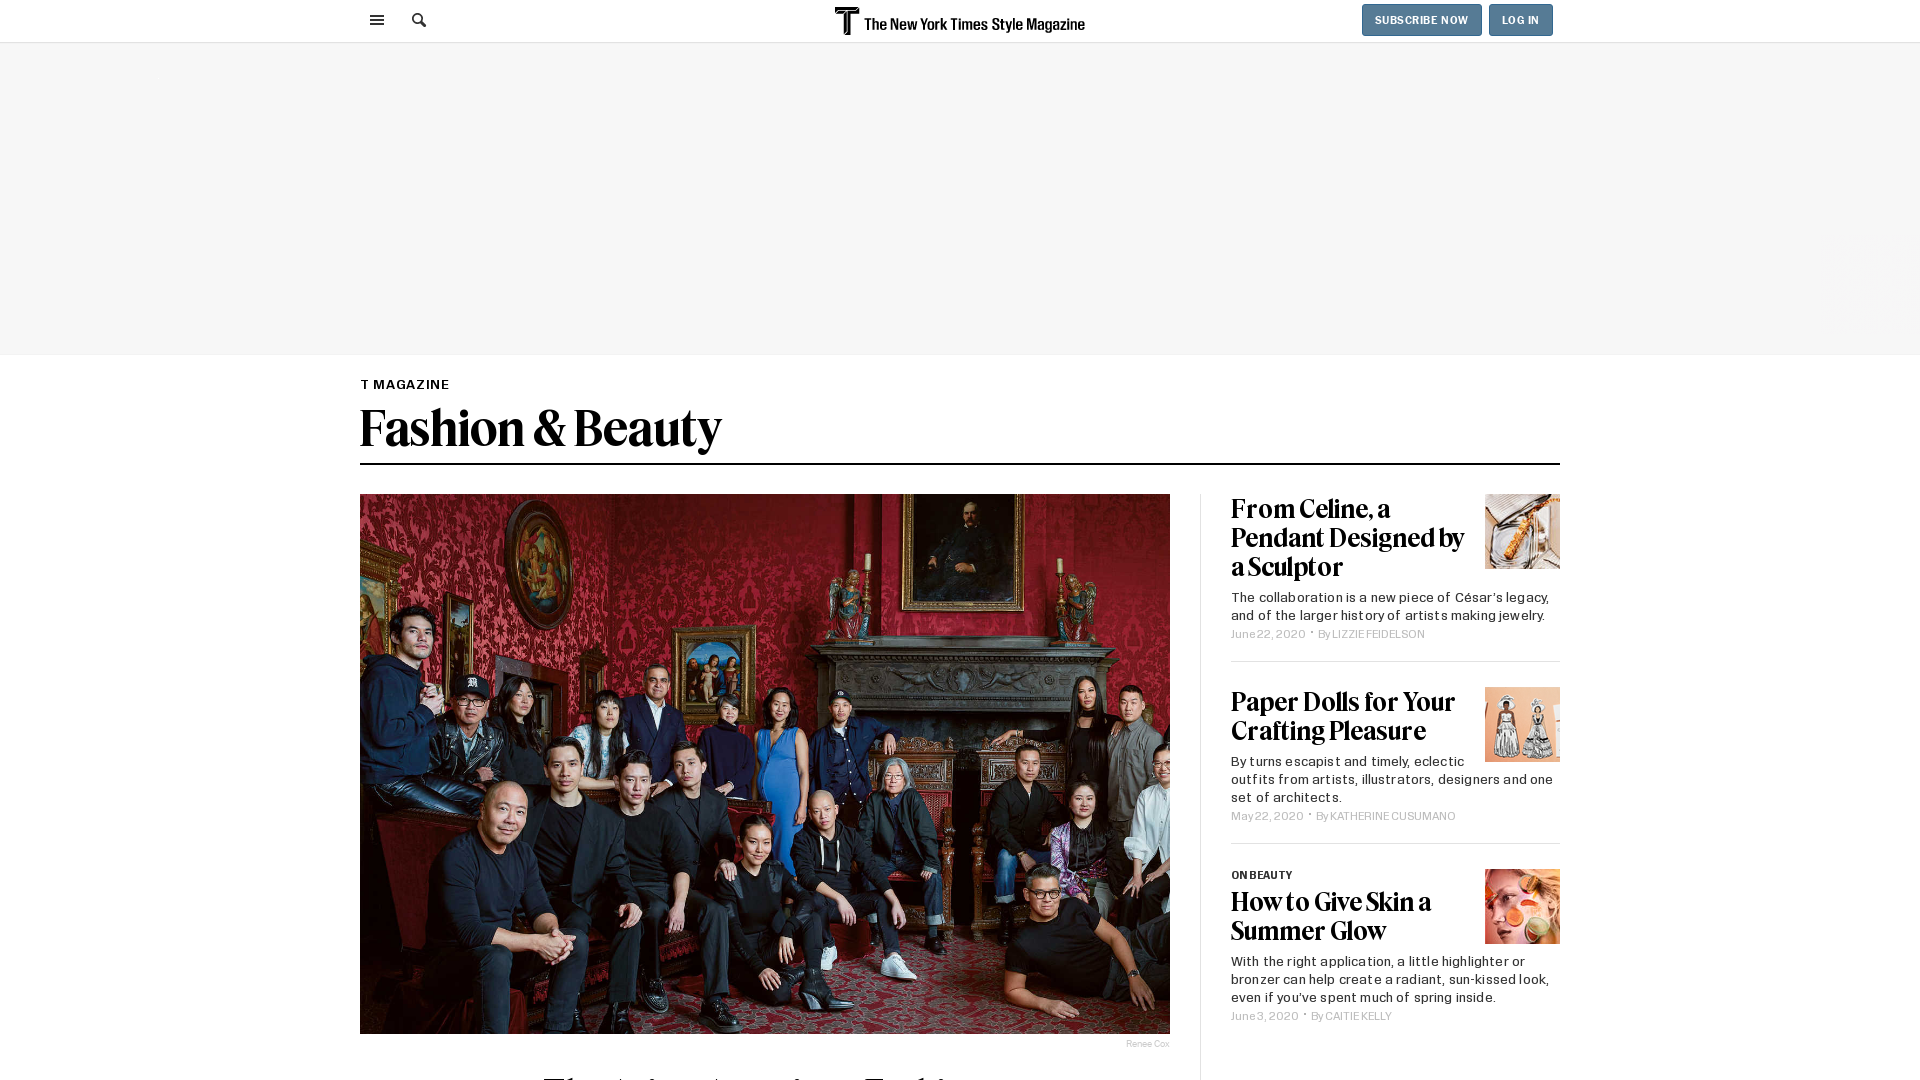 The New York Times Style Magazine
SUBSCRIBE NOW
LOG IN
T MAGAZINE
Fashion & Beauty
Renee Cox
From Celine, a
Pendant Designed by
a Sculptor
The collaboration is a new piece of César’s legacy,
and of the larger history of artists making jewelry.
June 22, 2020 · By LIZZIE FEIDELSON
Paper Dolls for Your
Crafting Pleasure
By turns escapist and timely, eclectic
outfits from artists, illustrators, designers and one
set of architects.
May 22, 2020 · By KATHERINE CUSUMANO
ON BEAUTY
How to Give Skin a
Summer Glow
With the right application, a little highlighter or
bronzer can help create a radiant, sun-kissed look,
even if you’ve spent much of spring inside.
June 3, 2020 · By CAITIE KELLY